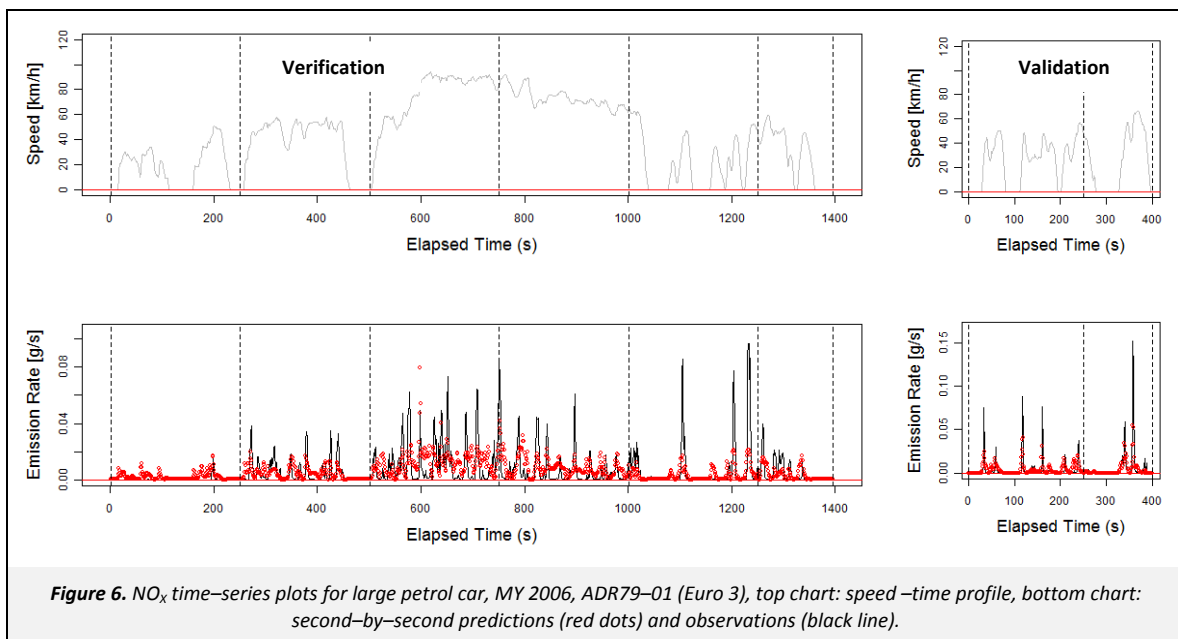 Verification
Speed [km/h]
0 20 40 60 80 120
0 200 400 600 800 1000 1200 1400
Elapsed Time (s)
Validation
Speed [km/h]
0 20 40 60 80 120
0 100 200 300 400
Elapsed Time (s)
Emission Rate [g/s]
0.00 0.04 0.08
0 200 400 600 800 1000 1200 1400
Elapsed Time (s)
Emission Rate [g/s]
0.00 0.05 0.10 0.15
0 100 200 300 400
Elapsed Time (s)
Figure 6. NOX time–series plots for large petrol car, MY 2006, ADR79–01 (Euro 3), top chart: speed –time profile, bottom chart:
second–by–second predictions (red dots) and observations (black line).